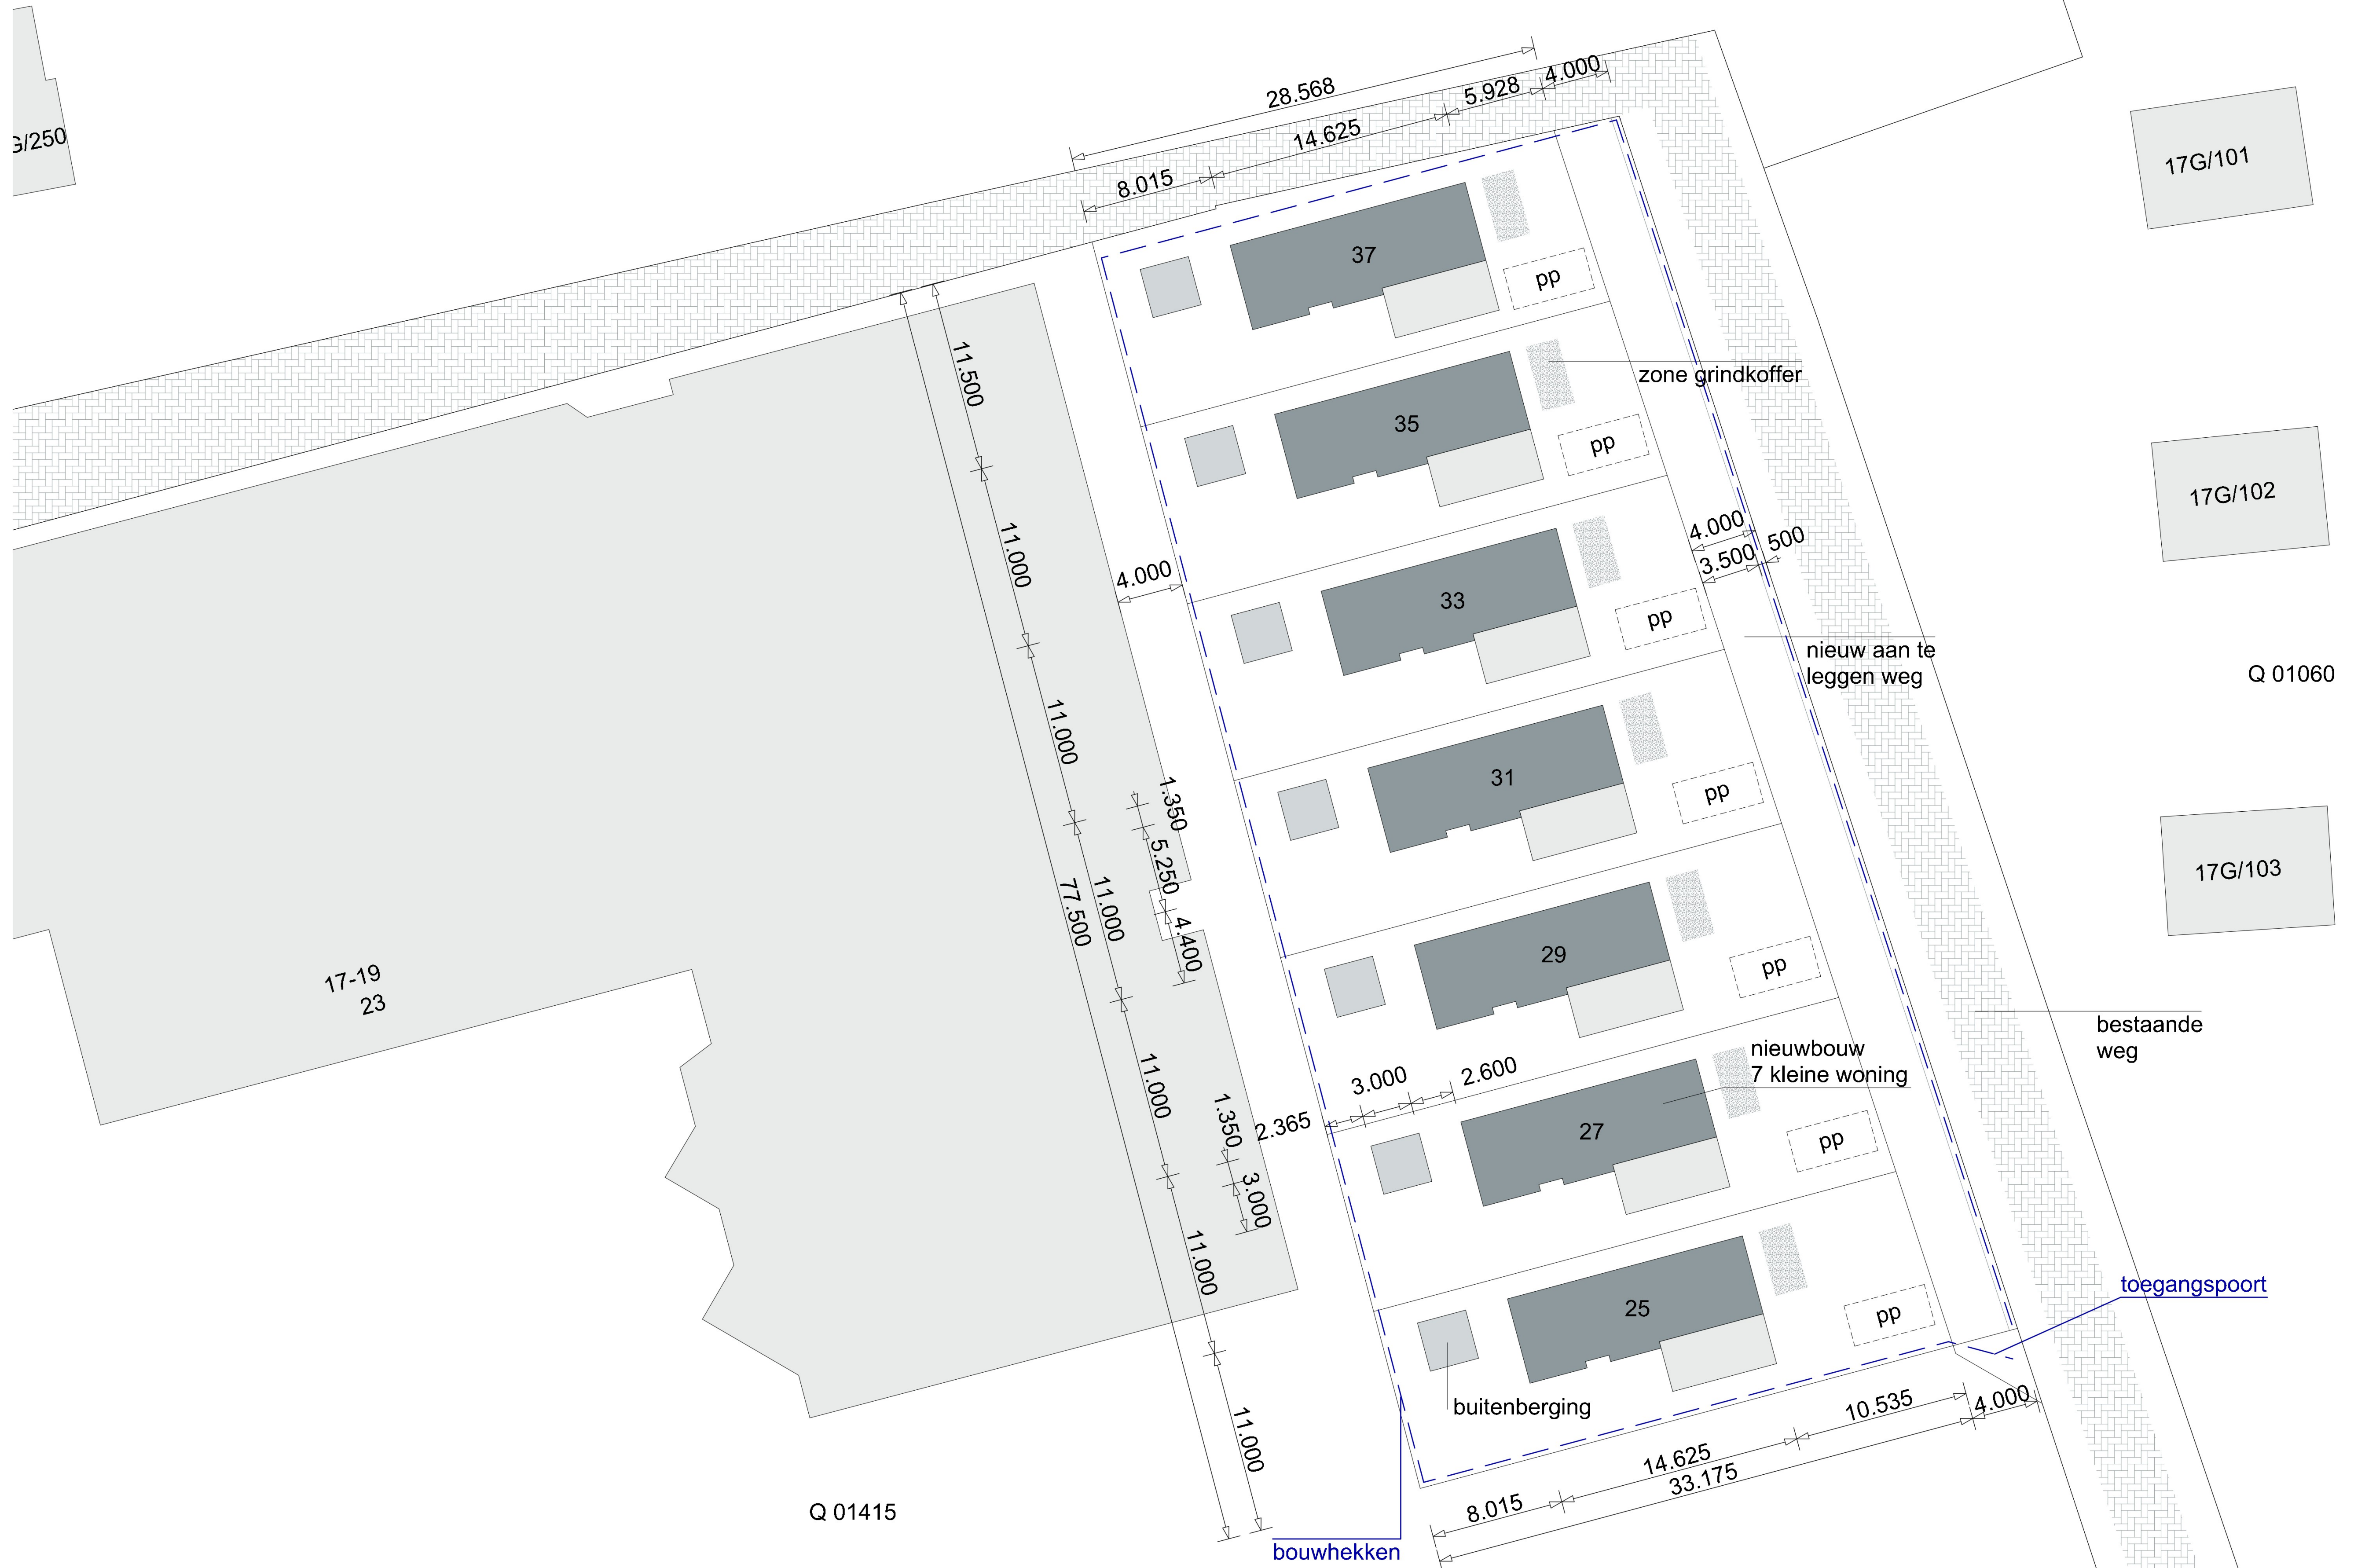 28.568
4.000
5.928
14.625
8.015
G/250
17G/101
37
pp
11.500
zone grindkoffer
35
pp
17G/102
4.000
500
3.500
11.000
4.000
33
pp
nieuw aan te
leggen weg
Q 01060
11.000
31
pp
1.350
5.250
11.000
77.500
4.400
17G/103
29
pp
17-19
23
bestaande
weg
nieuwbouw
7 kleine woning
3.000
2.600
2.365
11.000
1.350
3.000
27
pp
11.000
toegangspoort
25
pp
buitenberging
11.000
4.000
10.535
14.625
33.175
8.015
Q 01415
bouwhekken